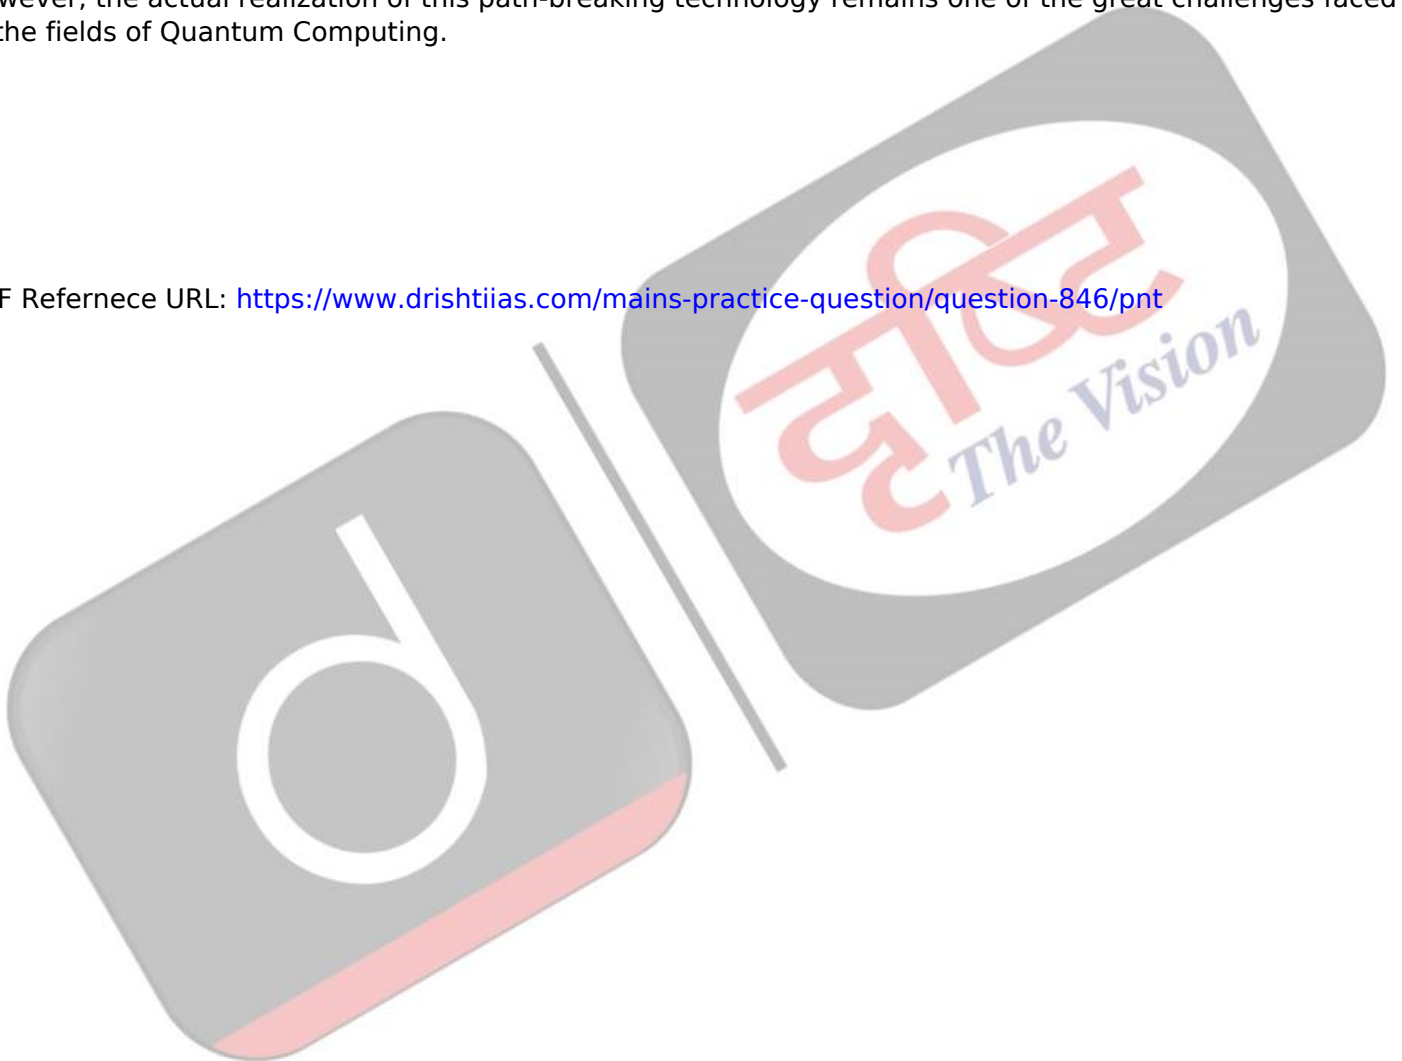 wever, the actual realization of this path-breaking technology remains one of the great challenges faced
the fields of Quantum Computing.
F Refernece URL: https://www.drishtiias.com/mains-practice-question/question-846/pnt
दृष्टि
The Vision
d